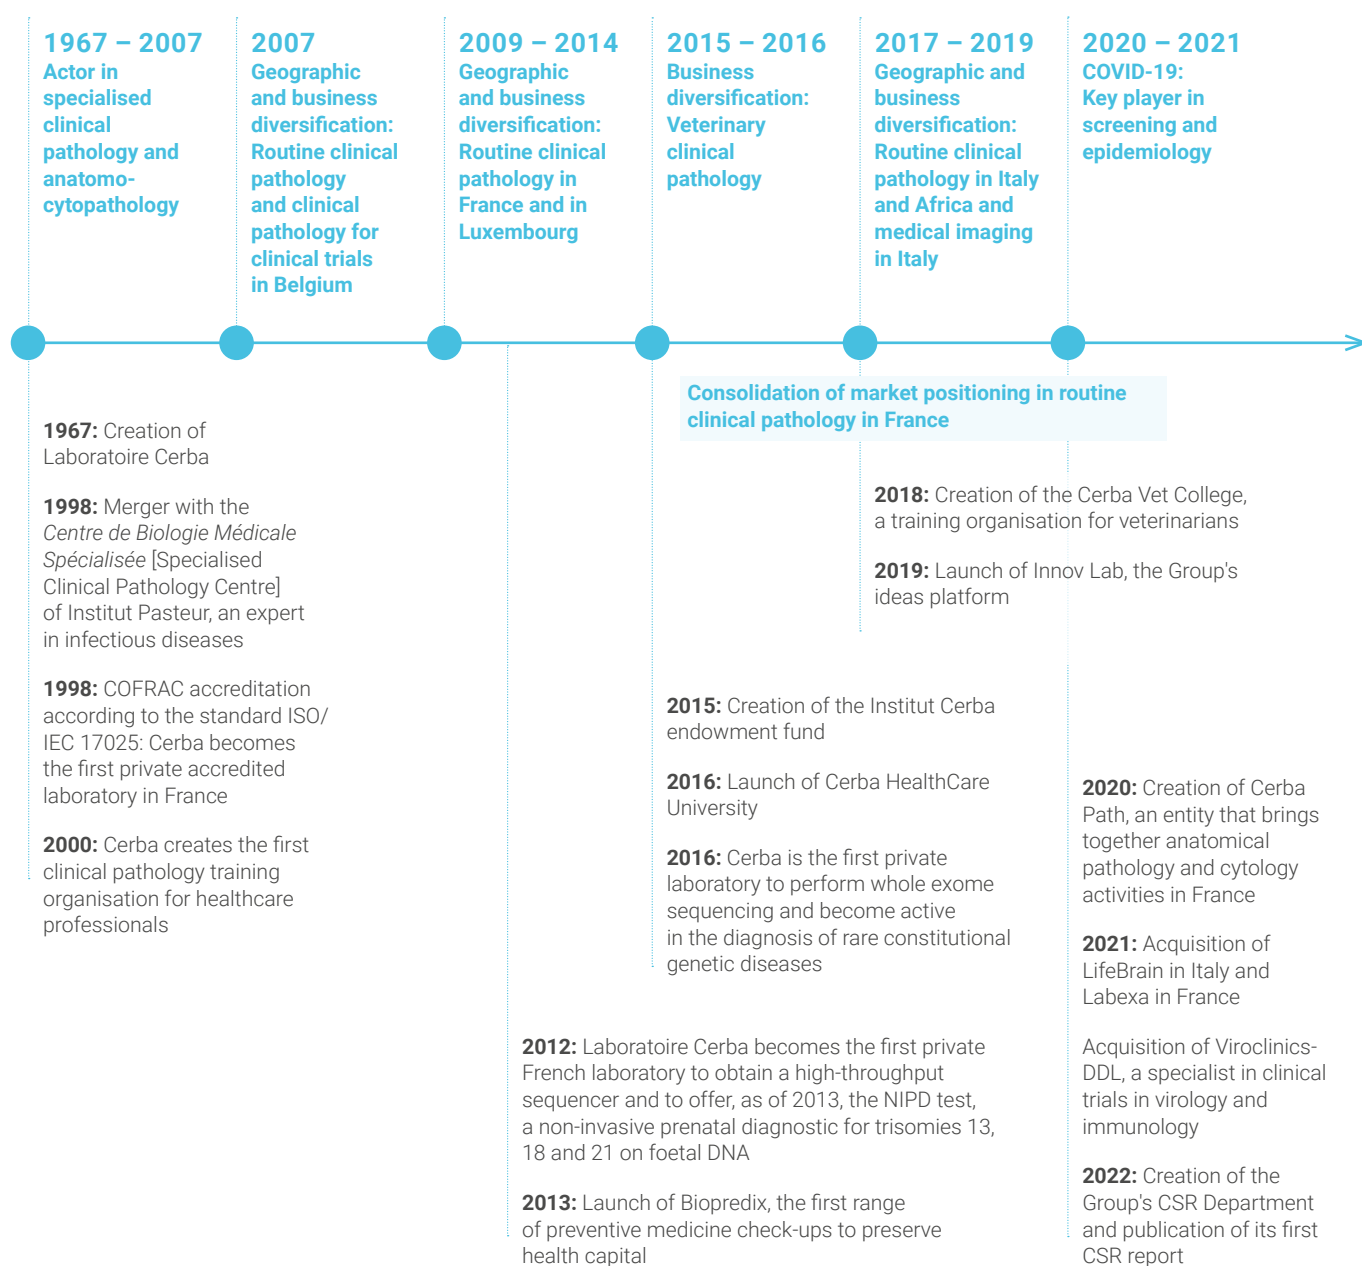 1967 – 2007
Actor in
specialised
clinical
pathology and
anatomo-
cytopathology
2007
Geographic
and business
diversification:
Routine clinical
pathology
and clinical
pathology for
clinical trials
in Belgium
2009 – 2014
Geographic
and business
diversification:
Routine clinical
pathology in
France and in
Luxembourg
2015 – 2016
Business
diversification:
Veterinary
clinical
pathology
2017 – 2019
Geographic and
business
diversification:
Routine clinical
pathology in Italy
and Africa and
medical imaging
in Italy
2020 – 2021
COVID-19:
Key player in
screening and
epidemiology
Consolidation of market positioning in routine
clinical pathology in France
1967: Creation of
Laboratoire Cerba
1998: Merger with the
Centre de Biologie Médicale
Spécialisée [Specialised
Clinical Pathology Centre]
of Institut Pasteur, an expert
in infectious diseases
1998: COFRAC accreditation
according to the standard ISO/
IEC 17025: Cerba becomes
the first private accredited
laboratory in France
2000: Cerba creates the first
clinical pathology training
organisation for healthcare
professionals
2012: Laboratoire Cerba becomes the first private
French laboratory to obtain a high-throughput
sequencer and to offer, as of 2013, the NIPD test,
a non-invasive prenatal diagnostic for trisomies 13,
18 and 21 on foetal DNA
2013: Launch of Biopredix, the first range
of preventive medicine check-ups to preserve
health capital
2015: Creation of the Institut Cerba
endowment fund
2016: Launch of Cerba HealthCare
University
2016: Cerba is the first private
laboratory to perform whole exome
sequencing and become active
in the diagnosis of rare constitutional
genetic diseases
2018: Creation of the Cerba Vet College,
a training organisation for veterinarians
2019: Launch of Innov Lab, the Group's
ideas platform
2020: Creation of Cerba
Path, an entity that brings
together anatomical
pathology and cytology
activities in France
2021: Acquisition of
LifeBrain in Italy and
Labexa in France
Acquisition of Viroclinics-
DDL, a specialist in clinical
trials in virology and
immunology
2022: Creation of the
Group's CSR Department
and publication of its first
CSR report